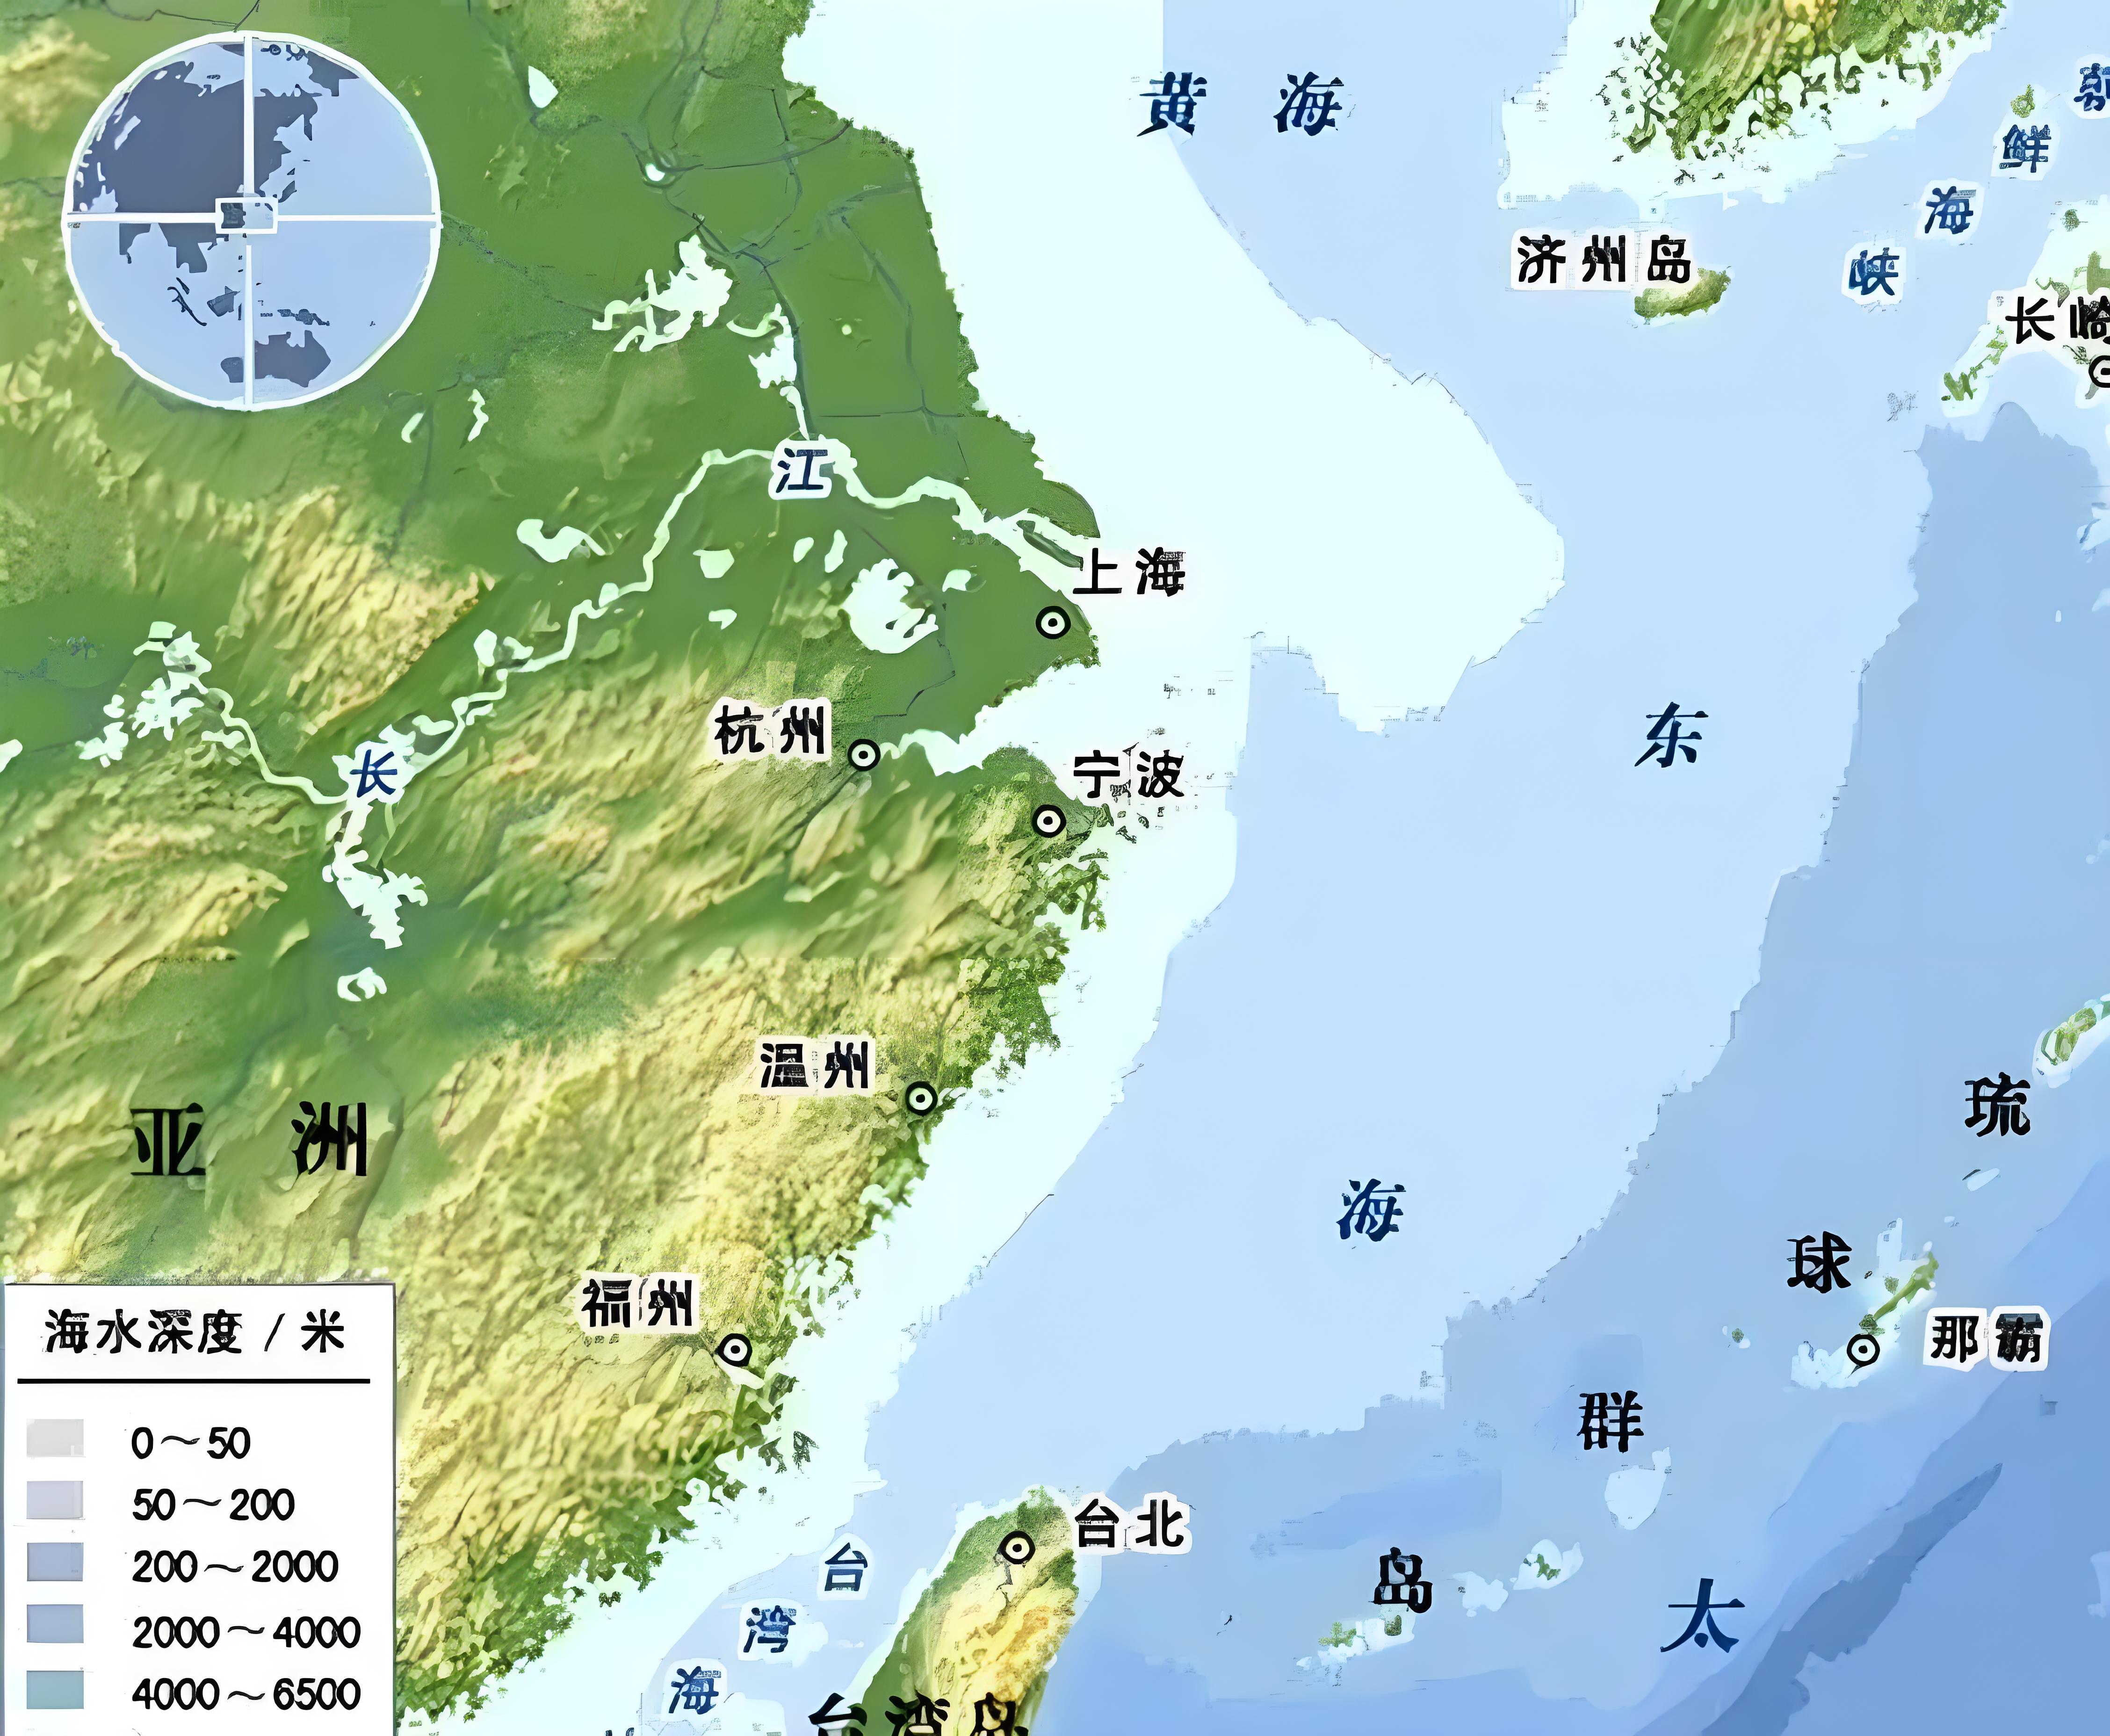 黄 海
鲜
海
峡
济州岛
长崎
江
上海
东
杭州
宁波
长
温州
琉
亚 洲
海
球
福州
那霸
海水深度 / 米
群
0～50
50～200
台北
200～2000
台
岛
湾
太
2000～4000
海
4000～6500
台湾岛